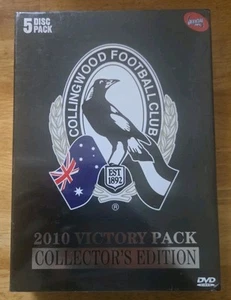 5 DISC
PACK
COLLINGWOOD FOOTBALL CLUB
EST
1892
®
2010 VICTORY PACK
COLLECTOR'S EDITION
DVD